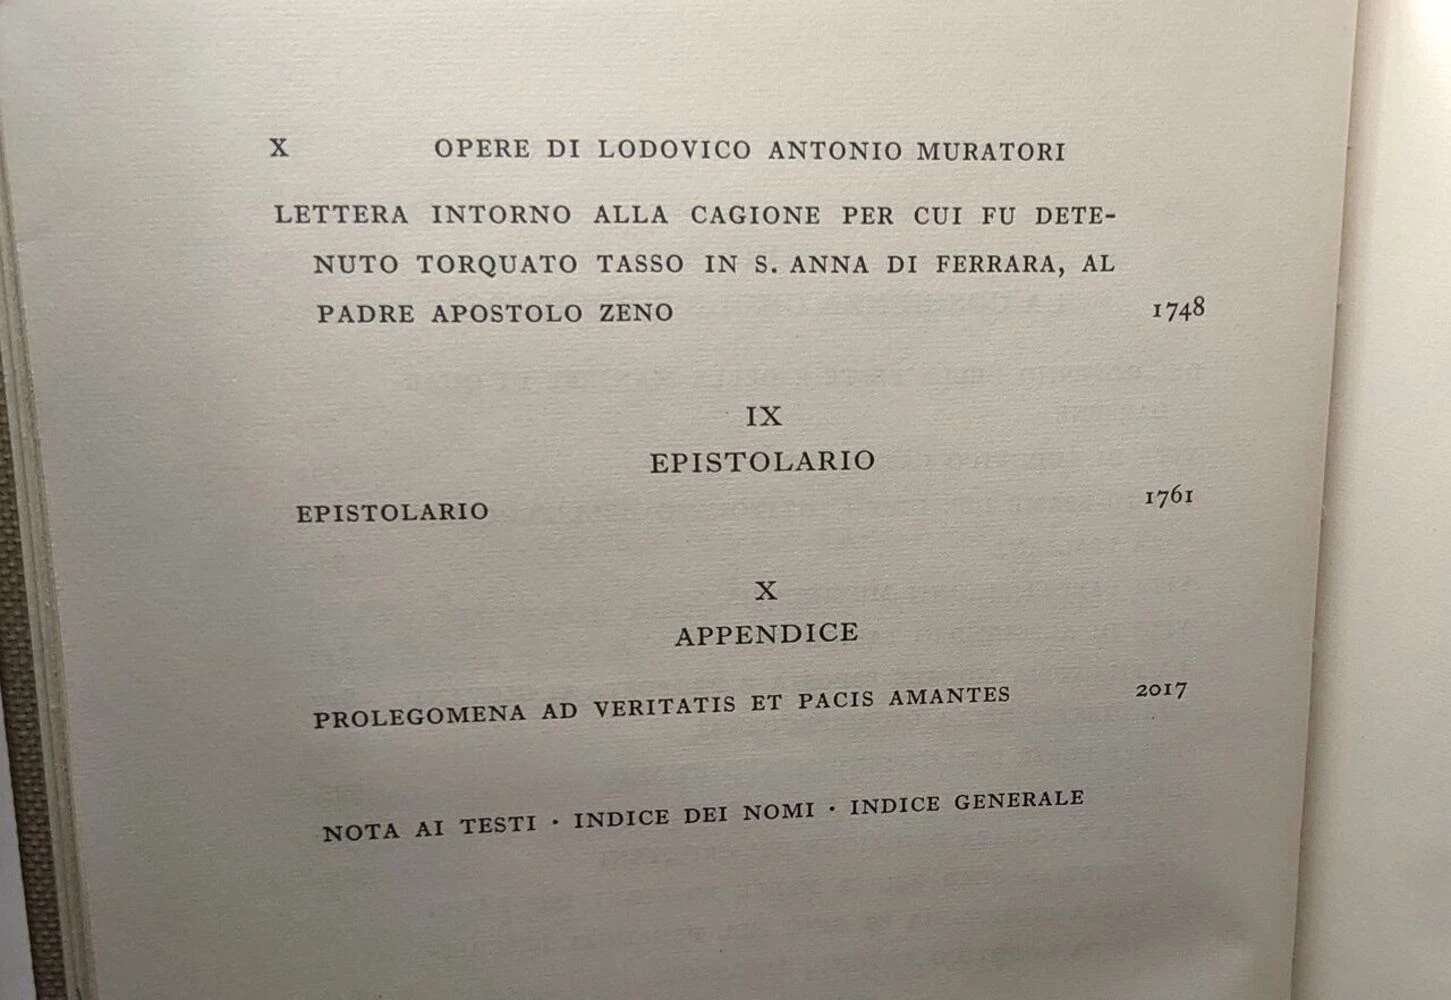 X OPERE DI LODOVICO ANTONIO MURATORI
LETTERA INTORNO ALLA CAGIONE PER CUI FU DETE-
NUTO TORQUATO TASSO IN S. ANNA DI FERRARA, AL
PADRE APOSTOLO ZENO 1748
IX
EPISTOLARIO
EPISTOLARIO 1761
X
APPENDICE
PROLEGOMENA AD VERITATIS ET PACIS AMANTES 2017
NOTA AI TESTI · INDICE DEI NOMI · INDICE GENERALE